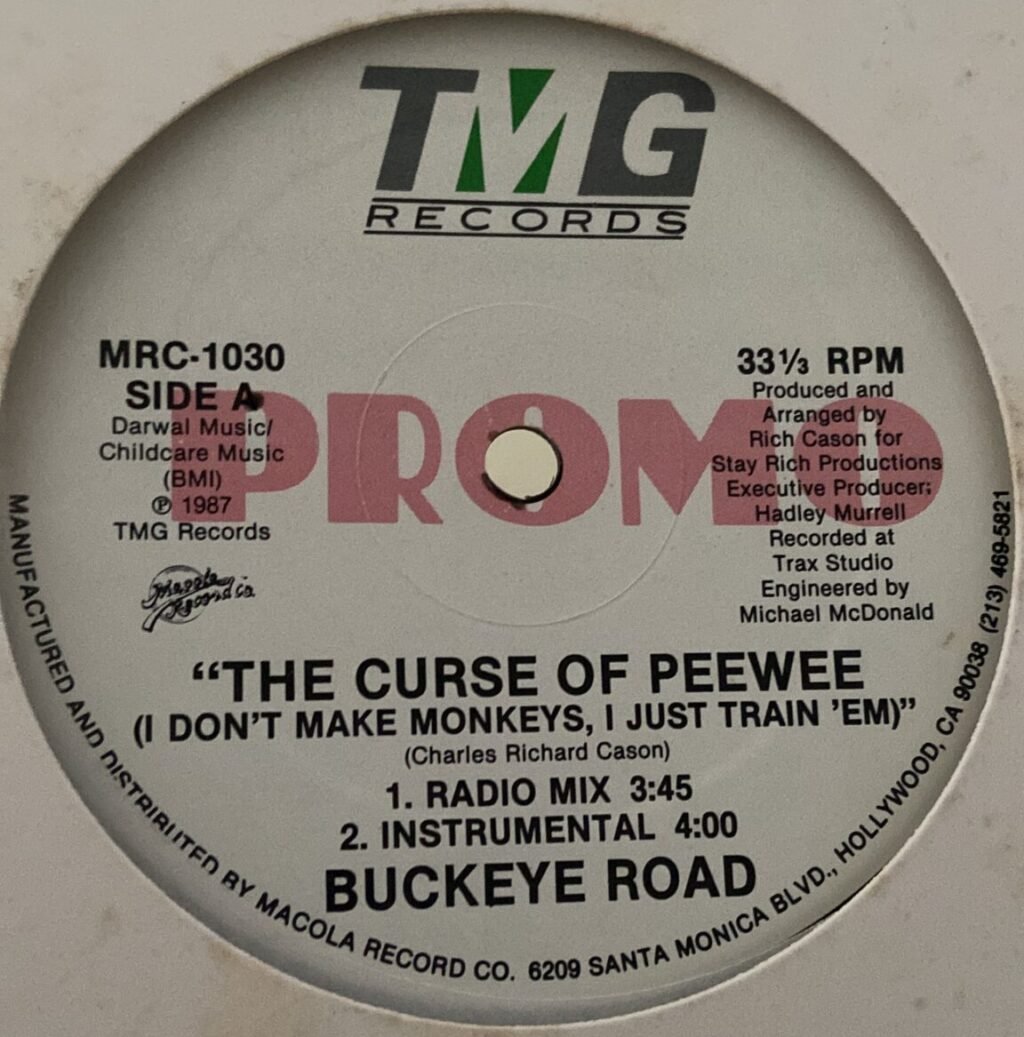 TMG
RECORDS
MRC-1030
SIDE A
Darwal Music/
Childcare Music
(BMI)
℗ 1987
TMG Records
Macola
Record Co.
PROMO
33⅓ RPM
Produced and
Arranged by
Rich Cason for
Stay Rich Productions
Executive Producer:
Hadley Murrell
Recorded at
Trax Studio
Engineered by
Michael McDonald
"THE CURSE OF PEEWEE
(I DON'T MAKE MONKEYS, I JUST TRAIN 'EM)"
(Charles Richard Cason)
1. RADIO MIX 3:45
2. INSTRUMENTAL 4:00
BUCKEYE ROAD
MANUFACTURED AND DISTRIBUTED BY MACOLA RECORD CO. 6209 SANTA MONICA BLVD., HOLLYWOOD, CA 90038 (213) 469-5821